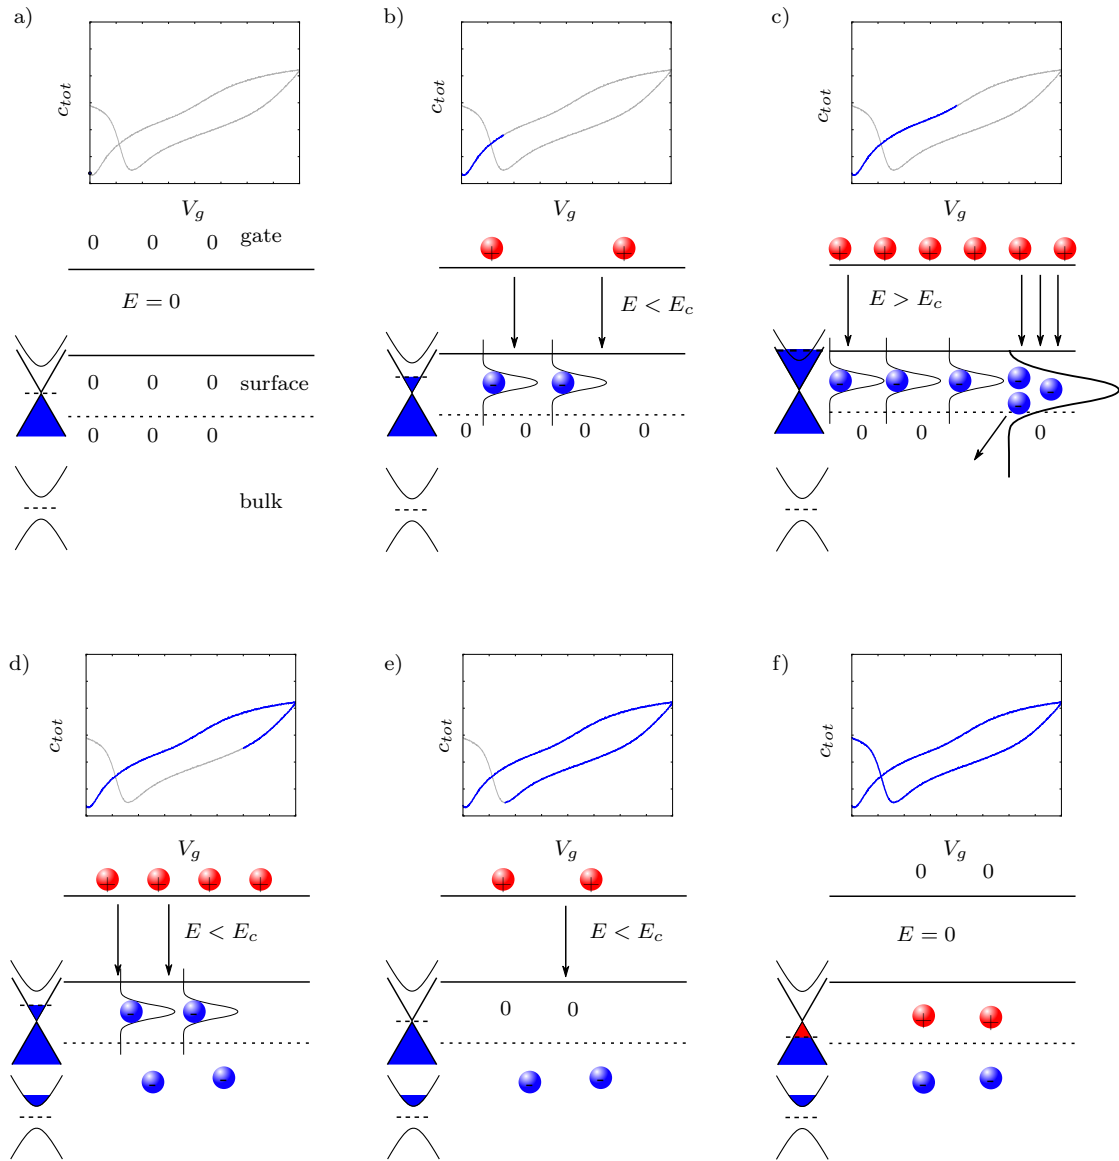 a)
c_tot
V_g
0 0 0 gate
E = 0
0 0 0 surface
0 0 0
bulk
b)
c_tot
V_g
+ +
E < E_c
- -
0 0 0 0
c)
c_tot
V_g
+ + + + + +
E > E_c
- - - - - -
0 0 0
d)
c_tot
V_g
+ + + +
E < E_c
- -
- -
e)
c_tot
V_g
+ +
E < E_c
0 0
- -
f)
c_tot
V_g
0 0
E = 0
+ +
- -